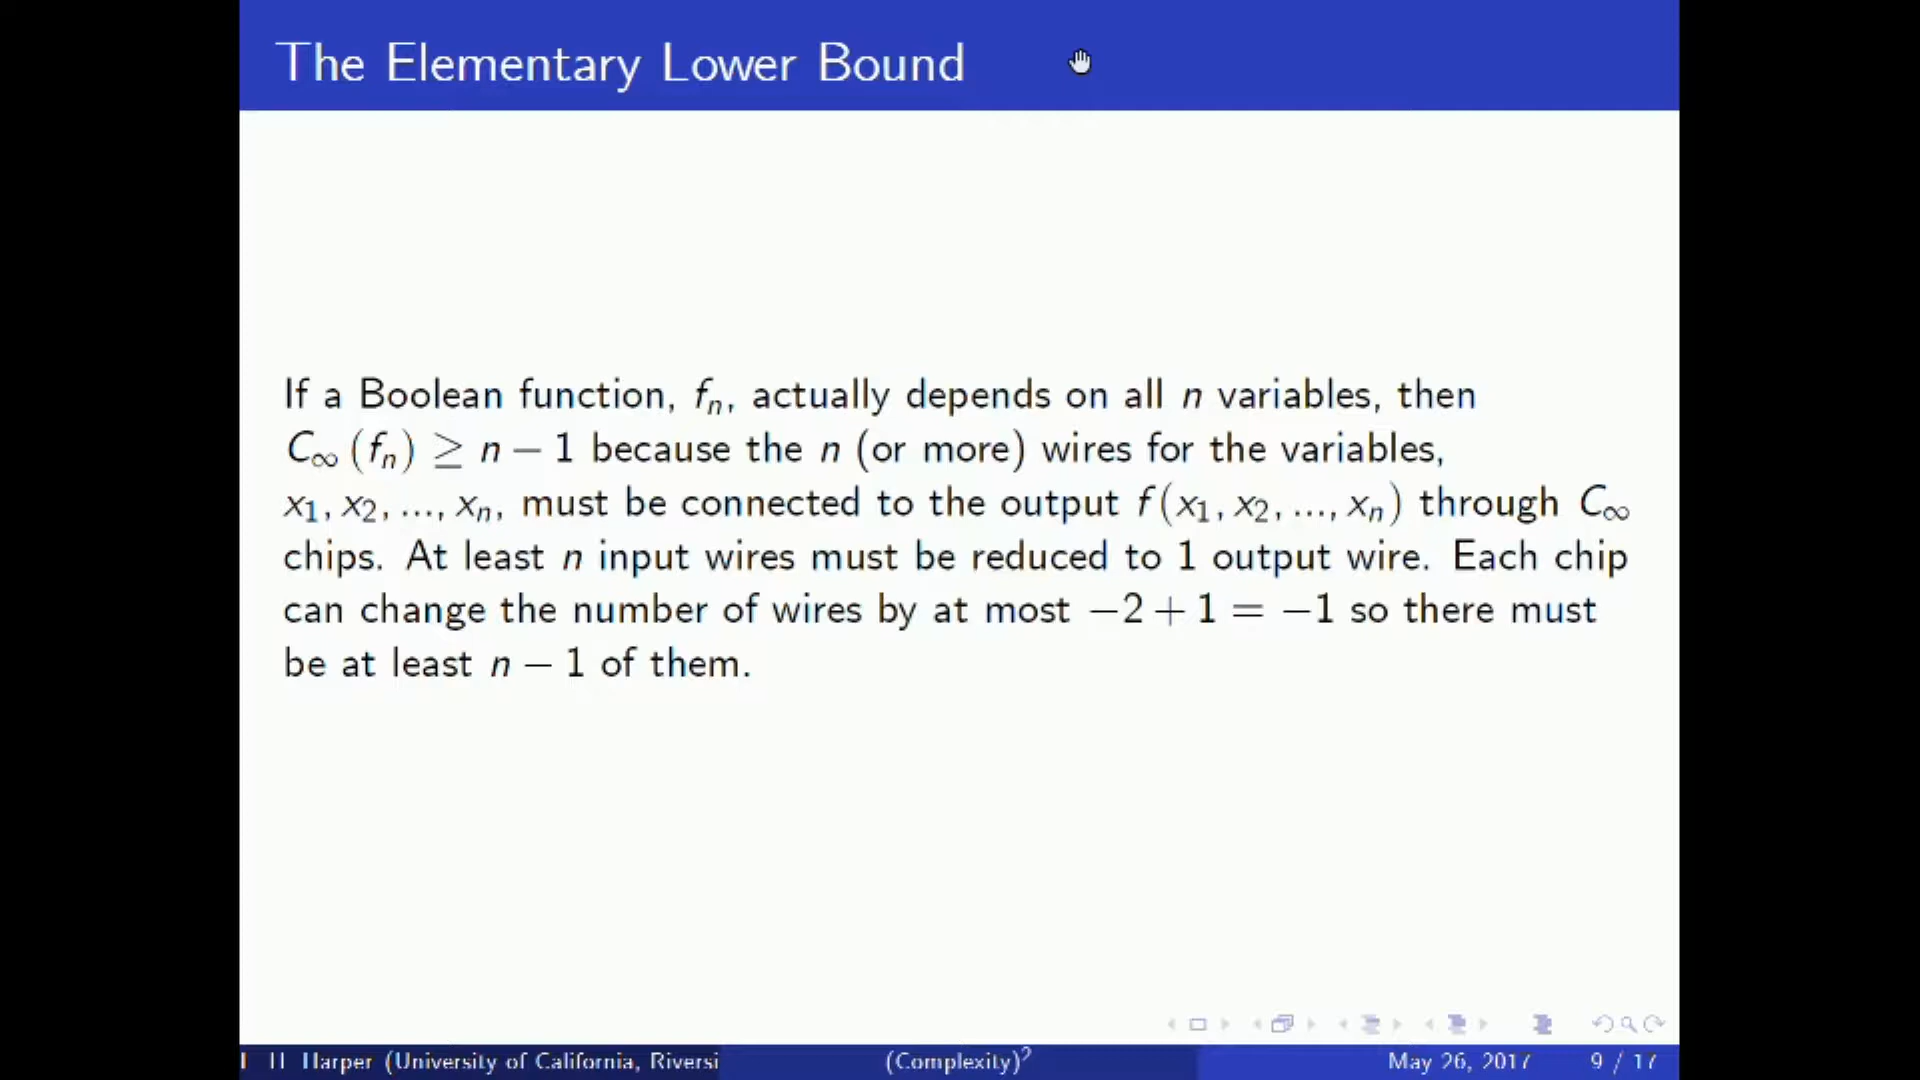 The Elementary Lower Bound
If a Boolean function, fₙ, actually depends on all n variables, then
C∞ (fₙ) ≥ n − 1 because the n (or more) wires for the variables,
x₁, x₂, ..., xₙ, must be connected to the output f (x₁, x₂, ..., xₙ) through C∞
chips. At least n input wires must be reduced to 1 output wire. Each chip
can change the number of wires by at most −2 + 1 = −1 so there must
be at least n − 1 of them.
Harper (University of California, Riversi (Complexity)² May 26, 2017 9 / 17